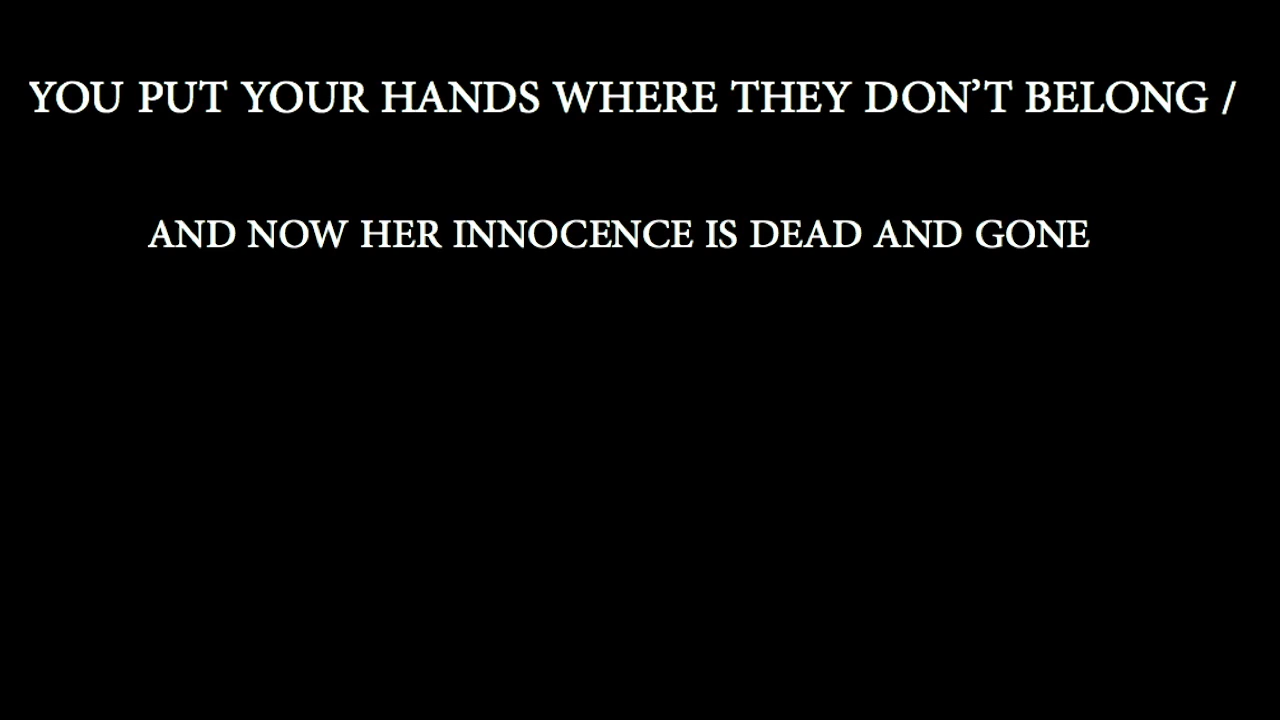 YOU PUT YOUR HANDS WHERE THEY DON’T BELONG /
AND NOW HER INNOCENCE IS DEAD AND GONE